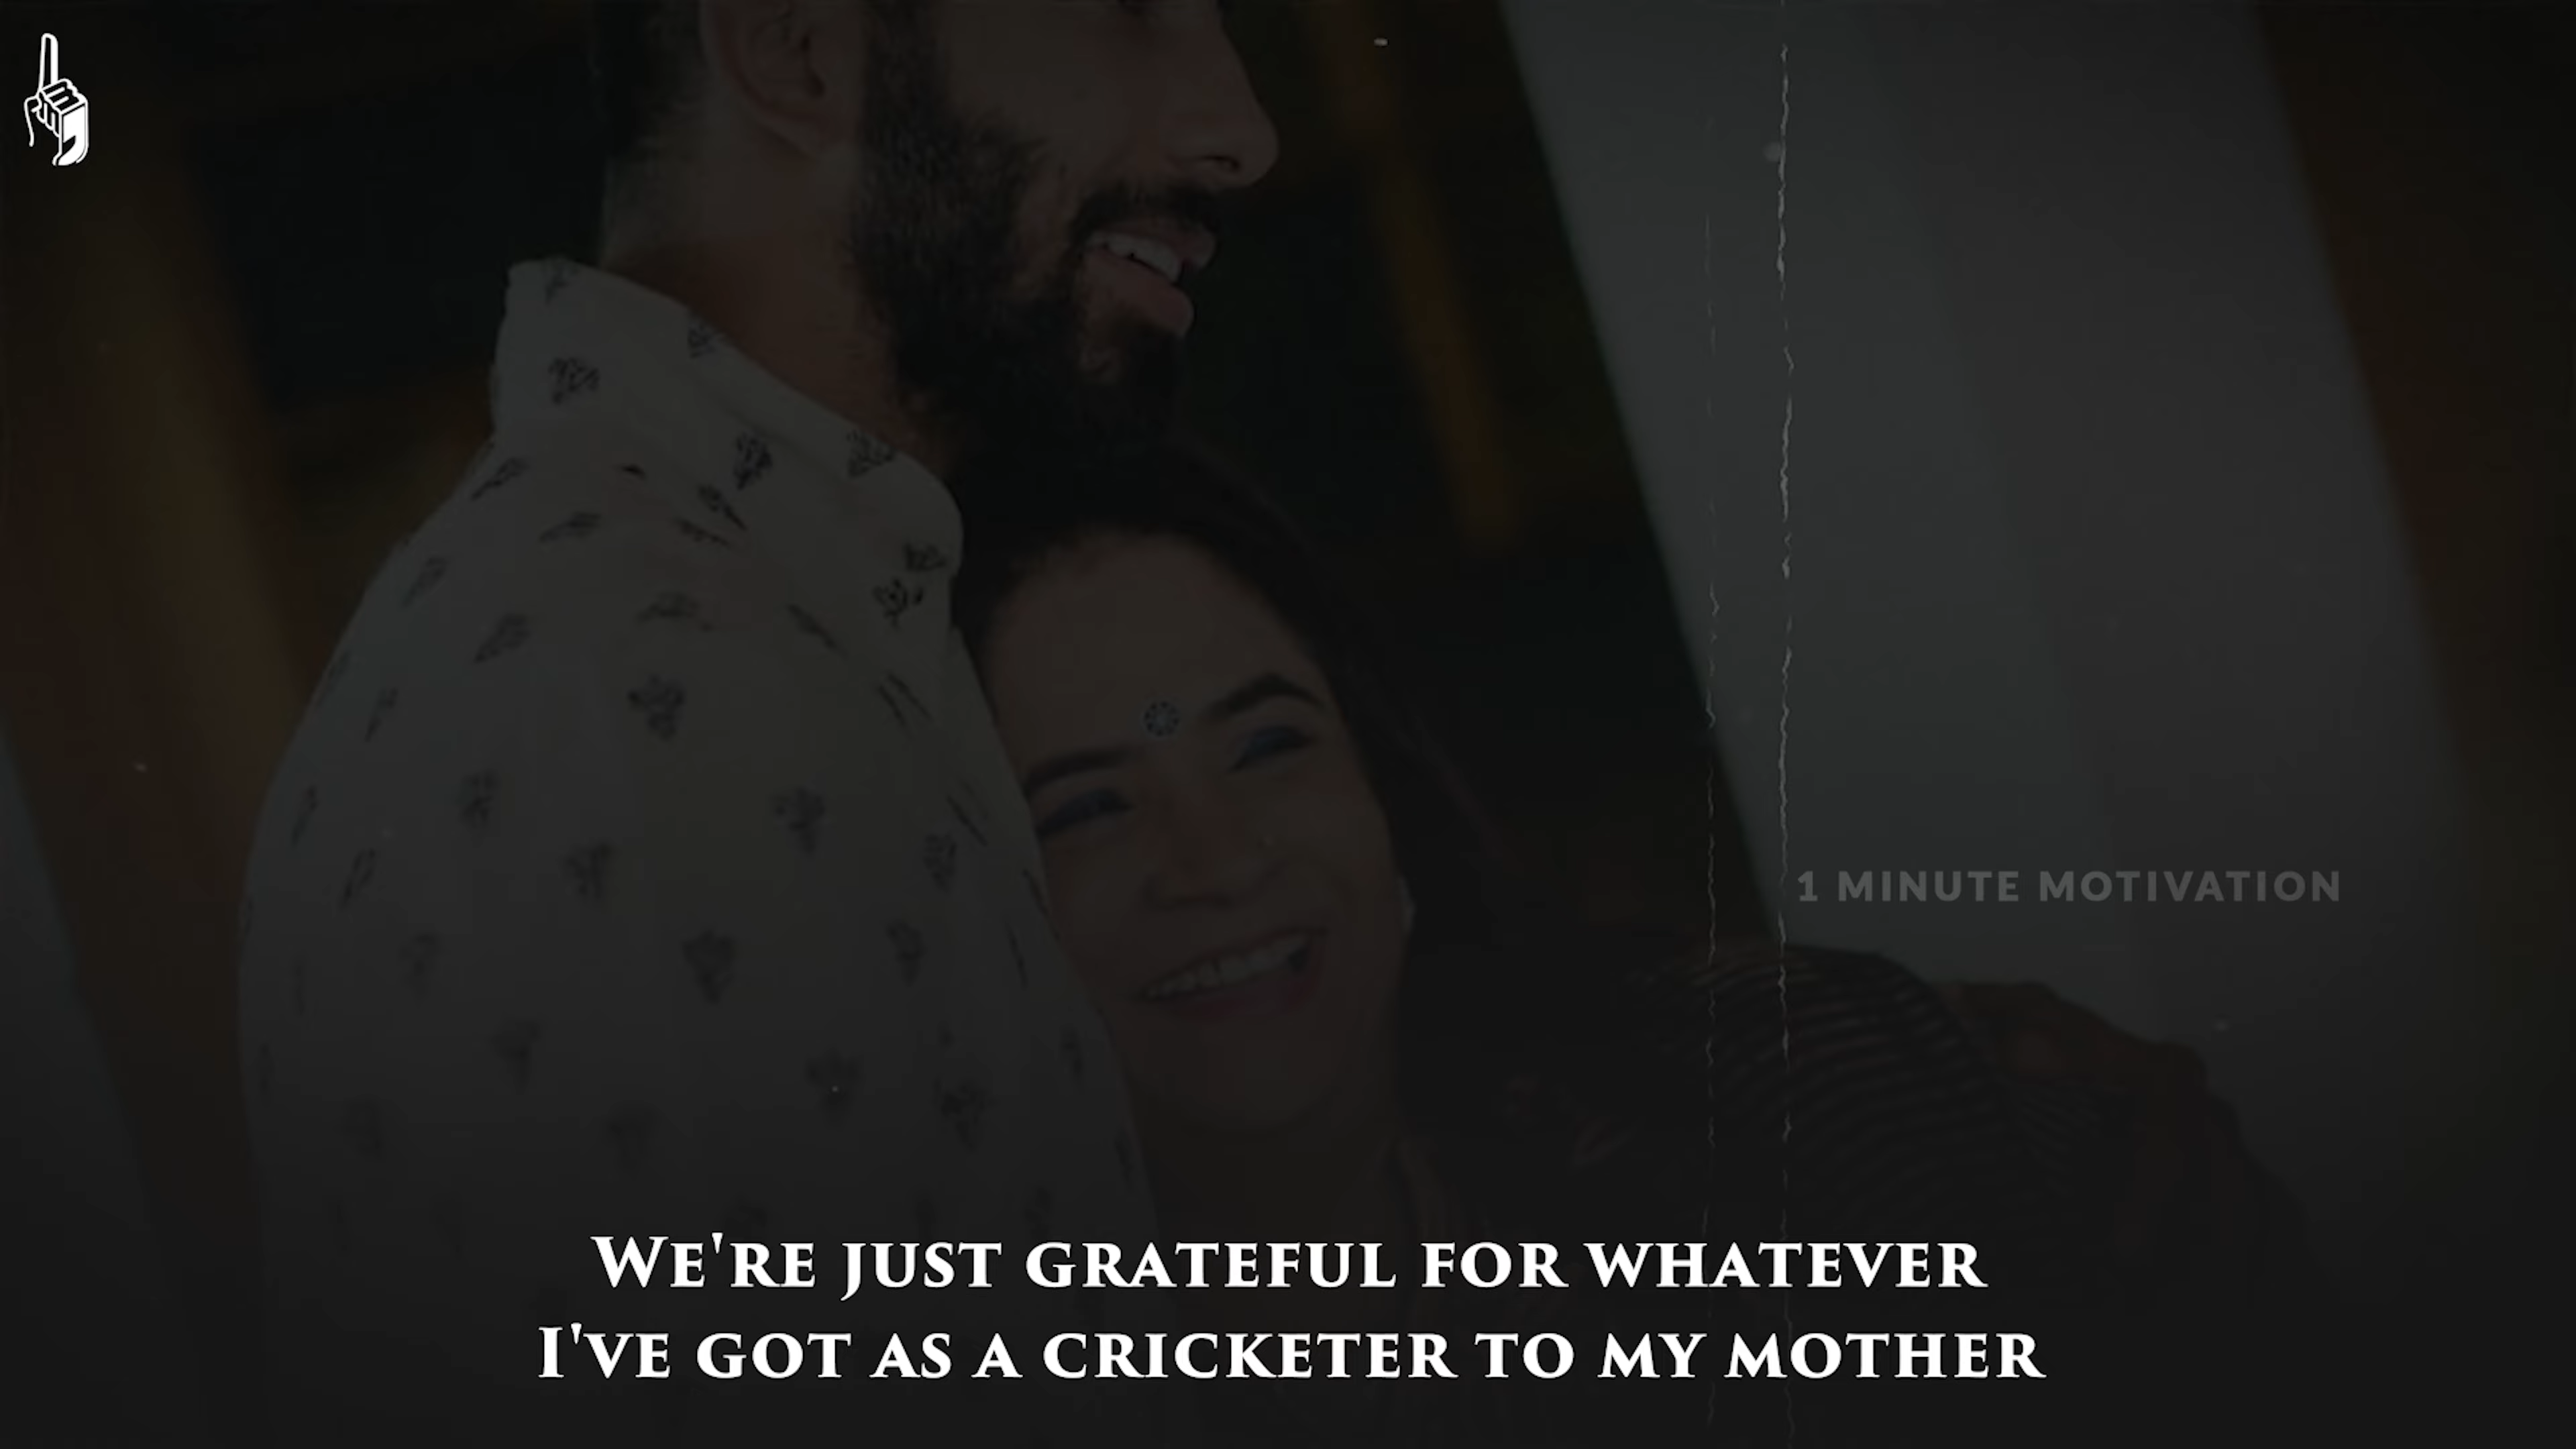 1 MINUTE MOTIVATION
WE'RE JUST GRATEFUL FOR WHATEVER
I'VE GOT AS A CRICKETER TO MY MOTHER